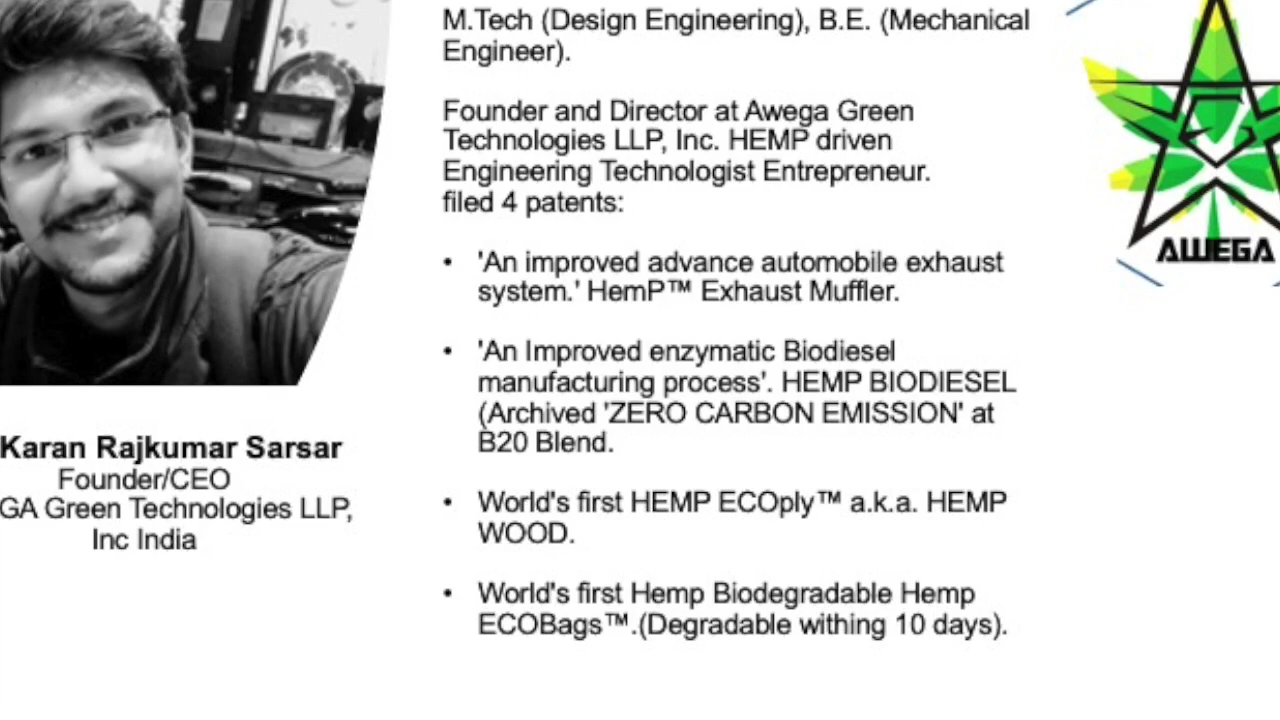 M.Tech (Design Engineering), B.E. (Mechanical
Engineer).
Founder and Director at Awega Green
Technologies LLP, Inc. HEMP driven
Engineering Technologist Entrepreneur.
filed 4 patents:
• 'An improved advance automobile exhaust
system.' HemP™ Exhaust Muffler.
• 'An Improved enzymatic Biodiesel
manufacturing process'. HEMP BIODIESEL
(Archived 'ZERO CARBON EMISSION' at
B20 Blend.
• World's first HEMP ECOply™ a.k.a. HEMP
WOOD.
• World's first Hemp Biodegradable Hemp
ECOBags™.(Degradable withing 10 days).
Karan Rajkumar Sarsar
Founder/CEO
GA Green Technologies LLP,
Inc India
AWEGA